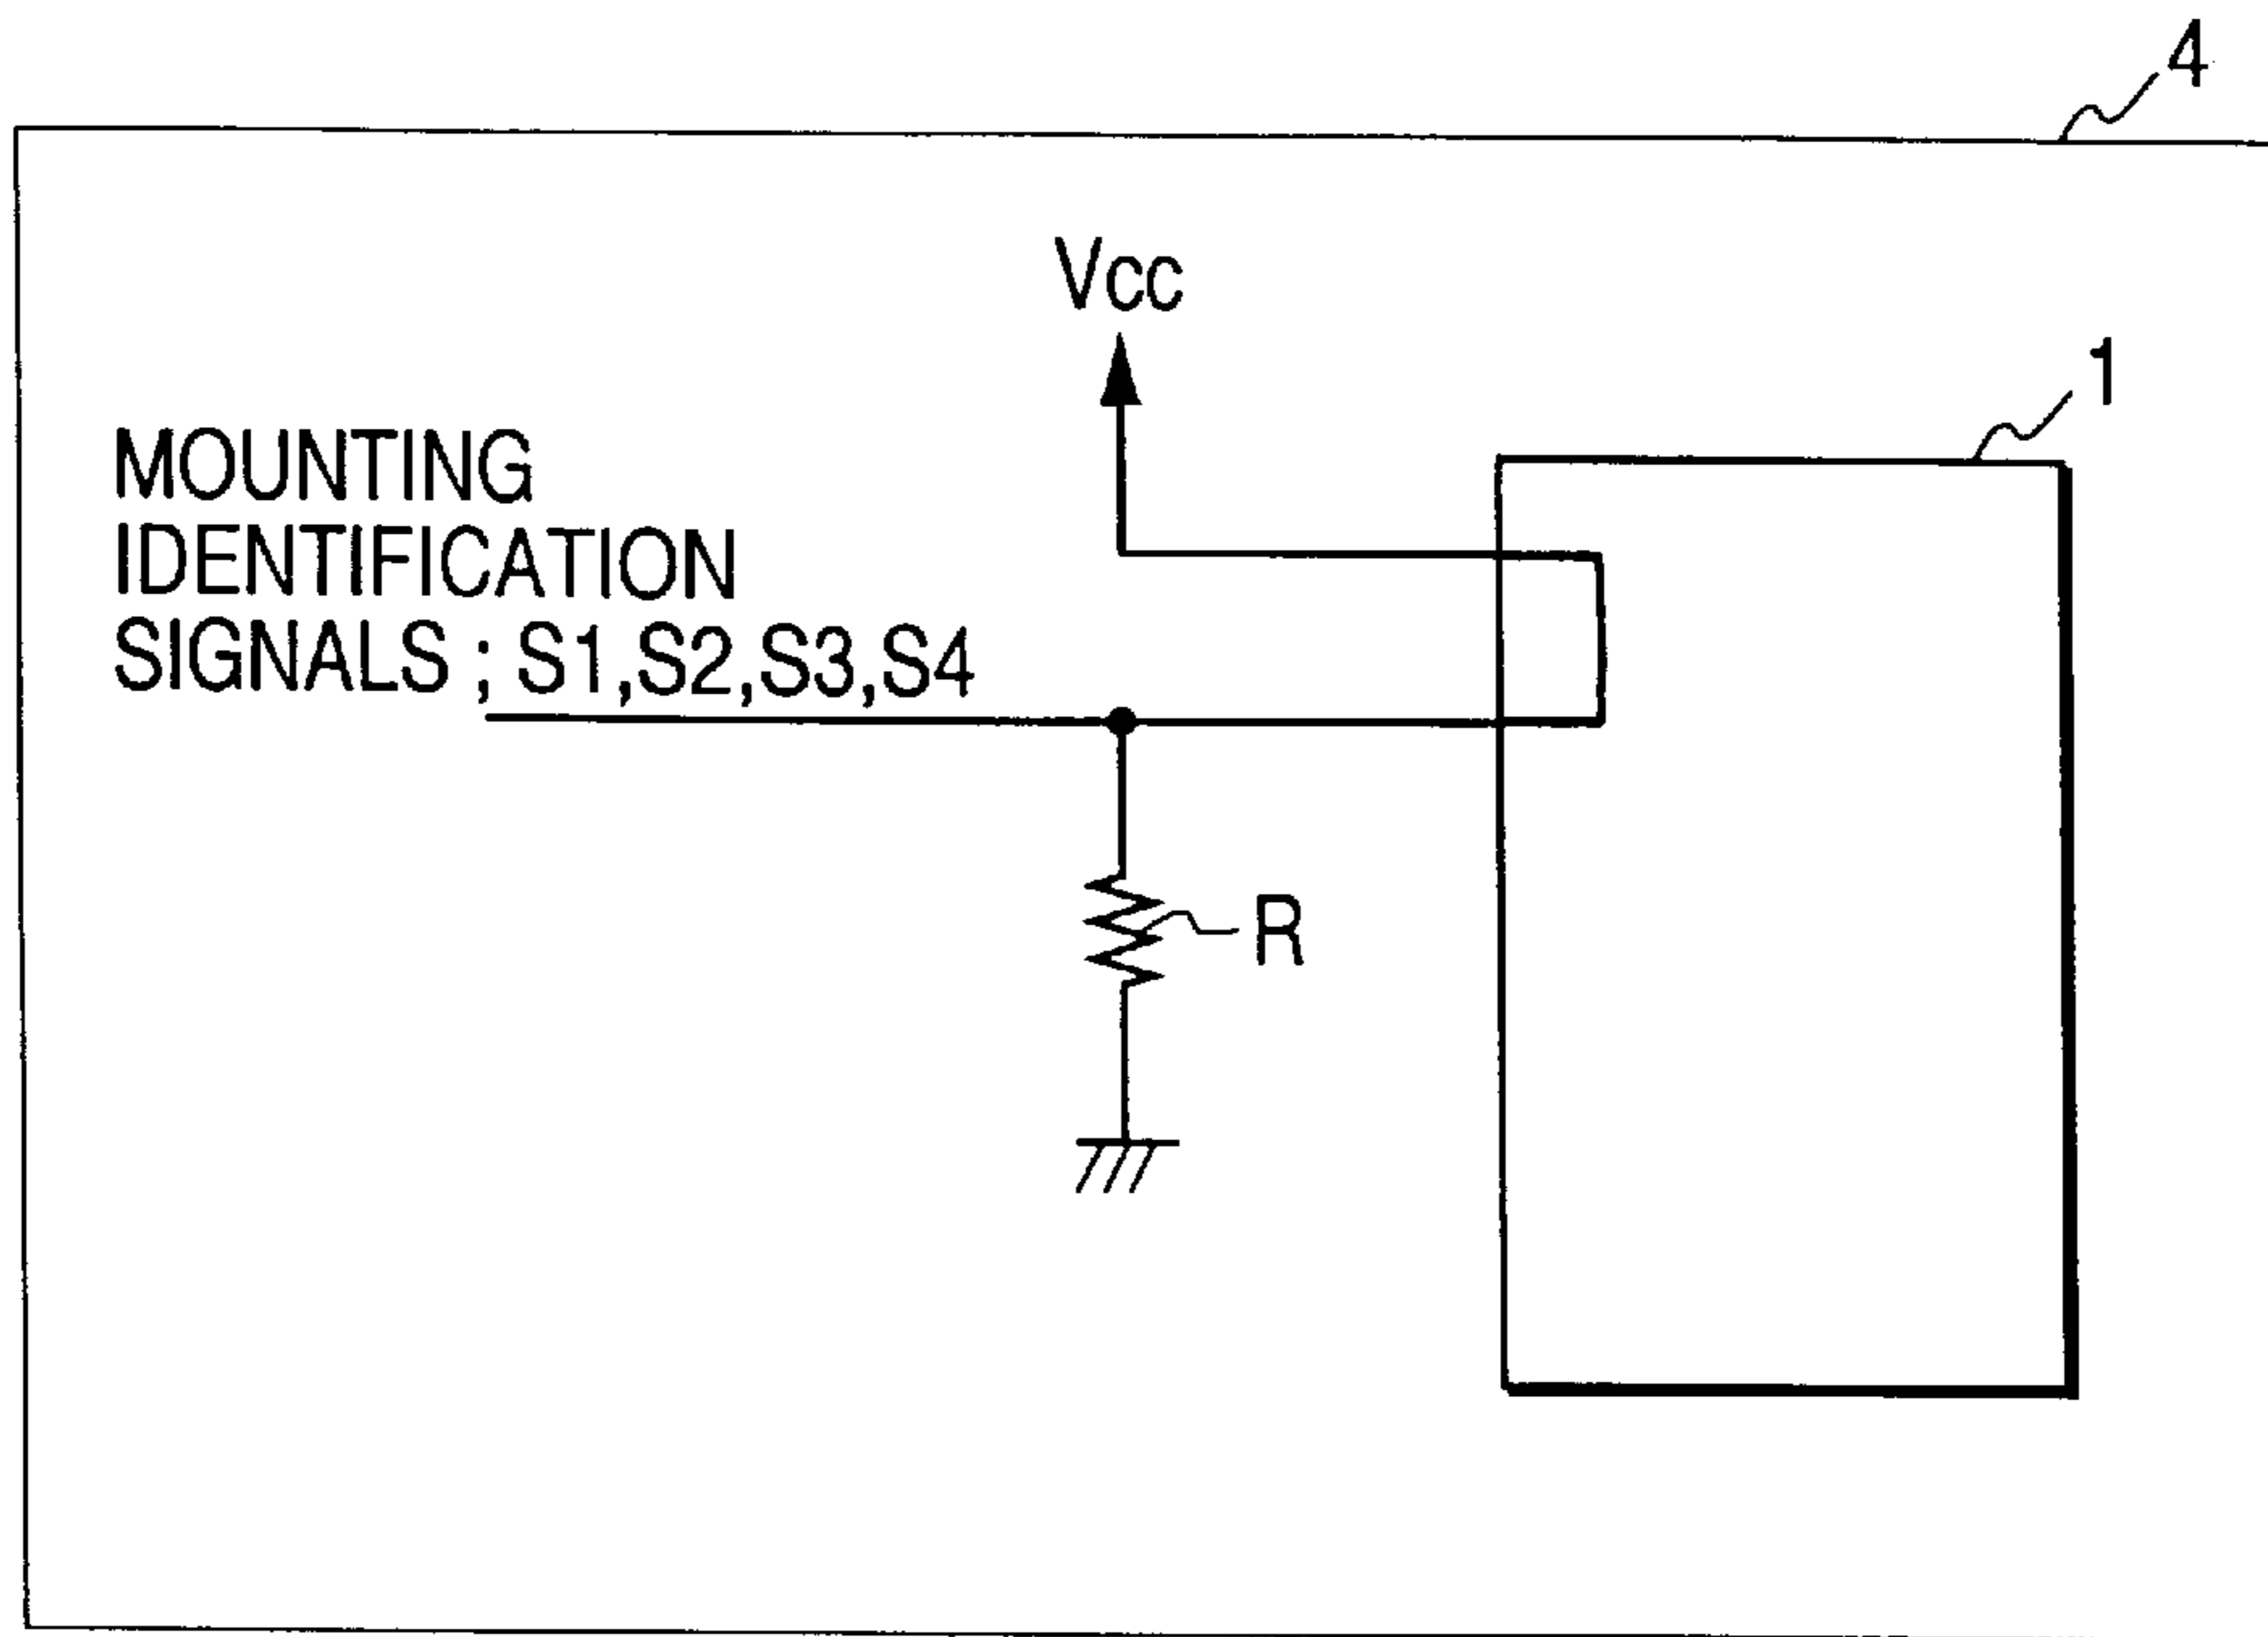 4
Vcc
1
MOUNTING
IDENTIFICATION
SIGNALS ; S1,S2,S3,S4
R